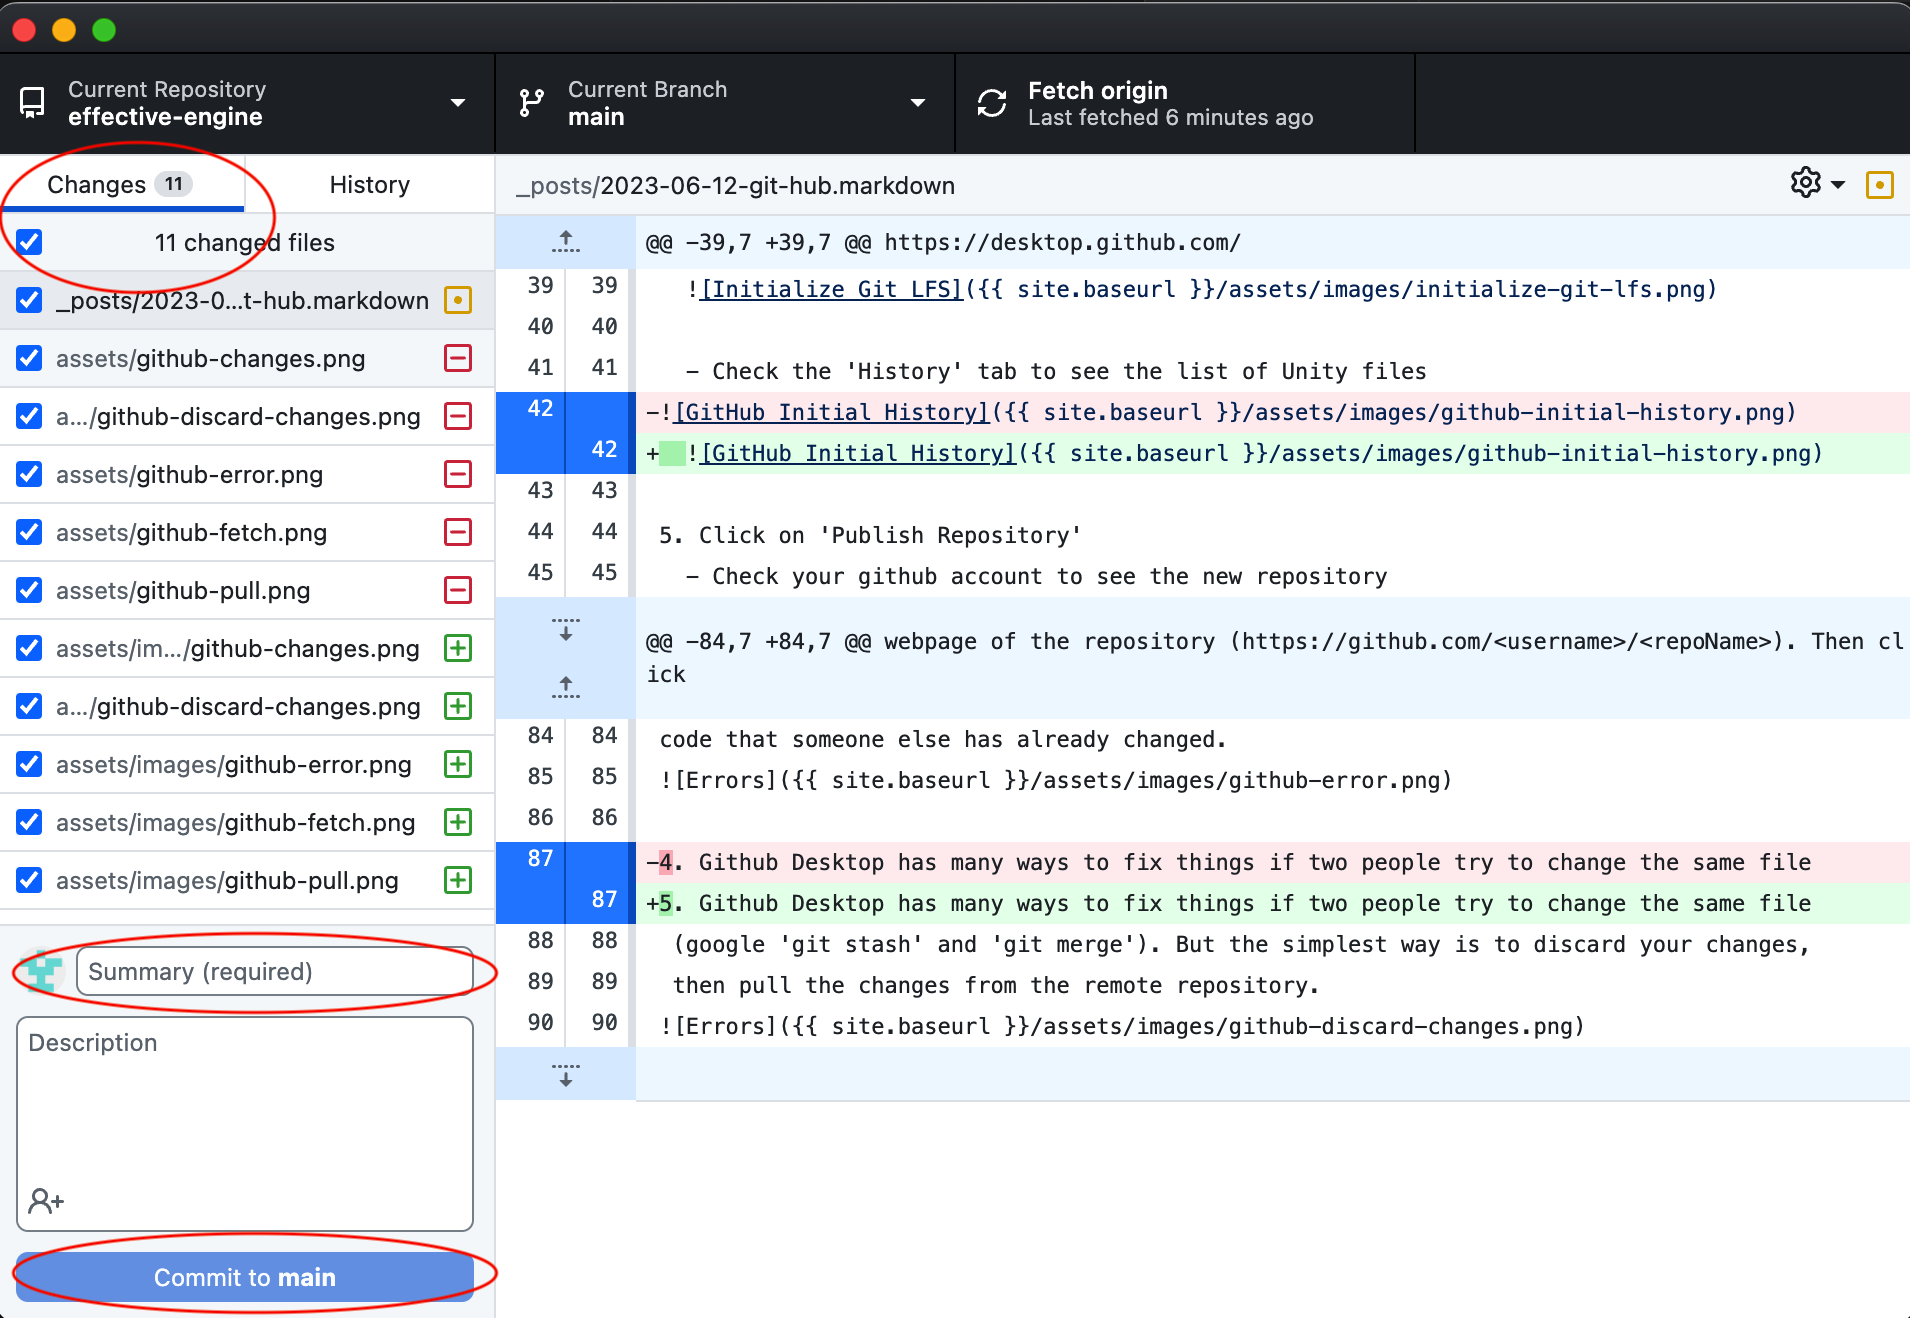 Current Repository
effective-engine
Current Branch
main
Fetch origin
Last fetched 6 minutes ago
Changes 11
History
11 changed files
_posts/2023-0...t-hub.markdown
assets/github-changes.png
a.../github-discard-changes.png
assets/github-error.png
assets/github-fetch.png
assets/github-pull.png
assets/im.../github-changes.png
a.../github-discard-changes.png
assets/images/github-error.png
assets/images/github-fetch.png
assets/images/github-pull.png
Summary (required)
Description
Commit to main
_posts/2023-06-12-git-hub.markdown
@@ -39,7 +39,7 @@ https://desktop.github.com/
39 39 ![Initialize Git LFS]({{ site.baseurl }}/assets/images/initialize-git-lfs.png)
40 40
41 41 - Check the 'History' tab to see the list of Unity files
42 -![GitHub Initial History]({{ site.baseurl }}/assets/images/github-initial-history.png)
42 + ![GitHub Initial History]({{ site.baseurl }}/assets/images/github-initial-history.png)
43 43
44 44 5. Click on 'Publish Repository'
45 45 - Check your github account to see the new repository
@@ -84,7 +84,7 @@ webpage of the repository (https://github.com/<username>/<repoName>). Then cl
ick
84 84 code that someone else has already changed.
85 85 ![Errors]({{ site.baseurl }}/assets/images/github-error.png)
86 86
87 -4. Github Desktop has many ways to fix things if two people try to change the same file
87 +5. Github Desktop has many ways to fix things if two people try to change the same file
88 88 (google 'git stash' and 'git merge'). But the simplest way is to discard your changes,
89 89 then pull the changes from the remote repository.
90 90 ![Errors]({{ site.baseurl }}/assets/images/github-discard-changes.png)